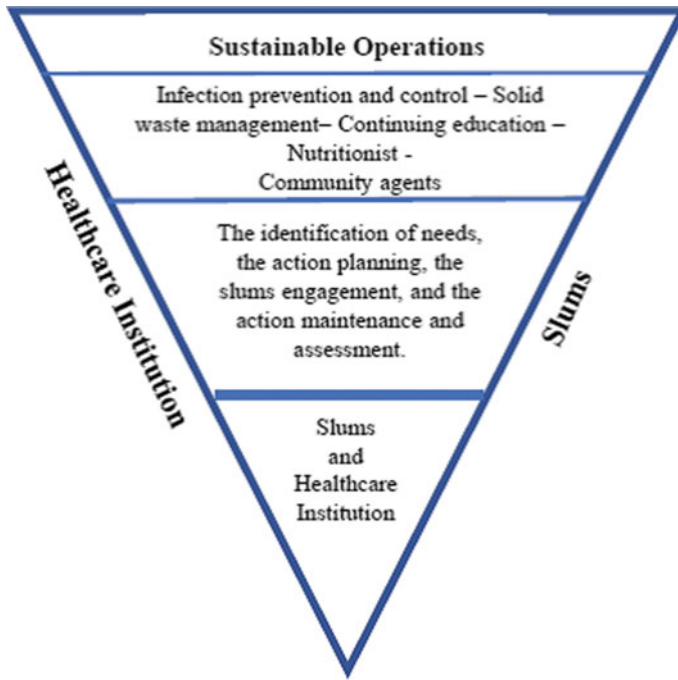 Sustainable Operations
Infection prevention and control – Solid
waste management– Continuing education –
Nutritionist -
Community agents
Healthcare Institution
Slums
The identification of needs,
the action planning, the
slums engagement, and the
action maintenance and
assessment.
Slums
and
Healthcare
Institution